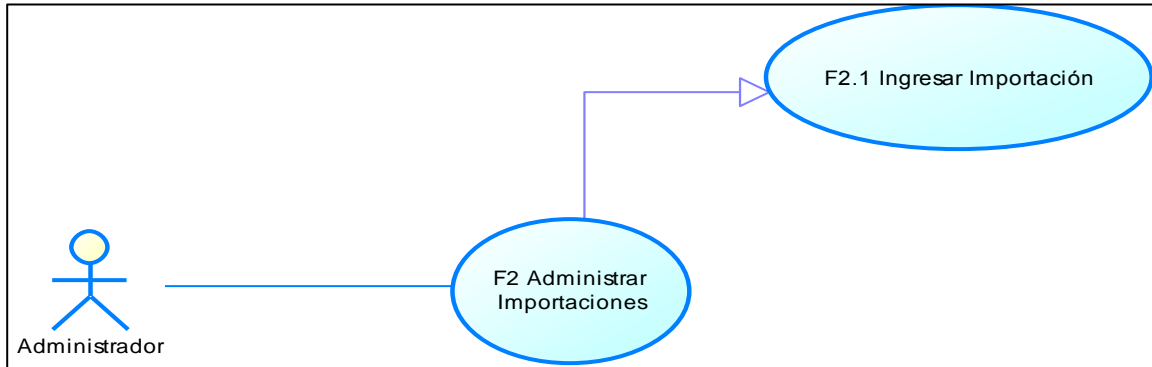 F2.1 Ingresar Importación
F2 Administrar
Importaciones
Administrador